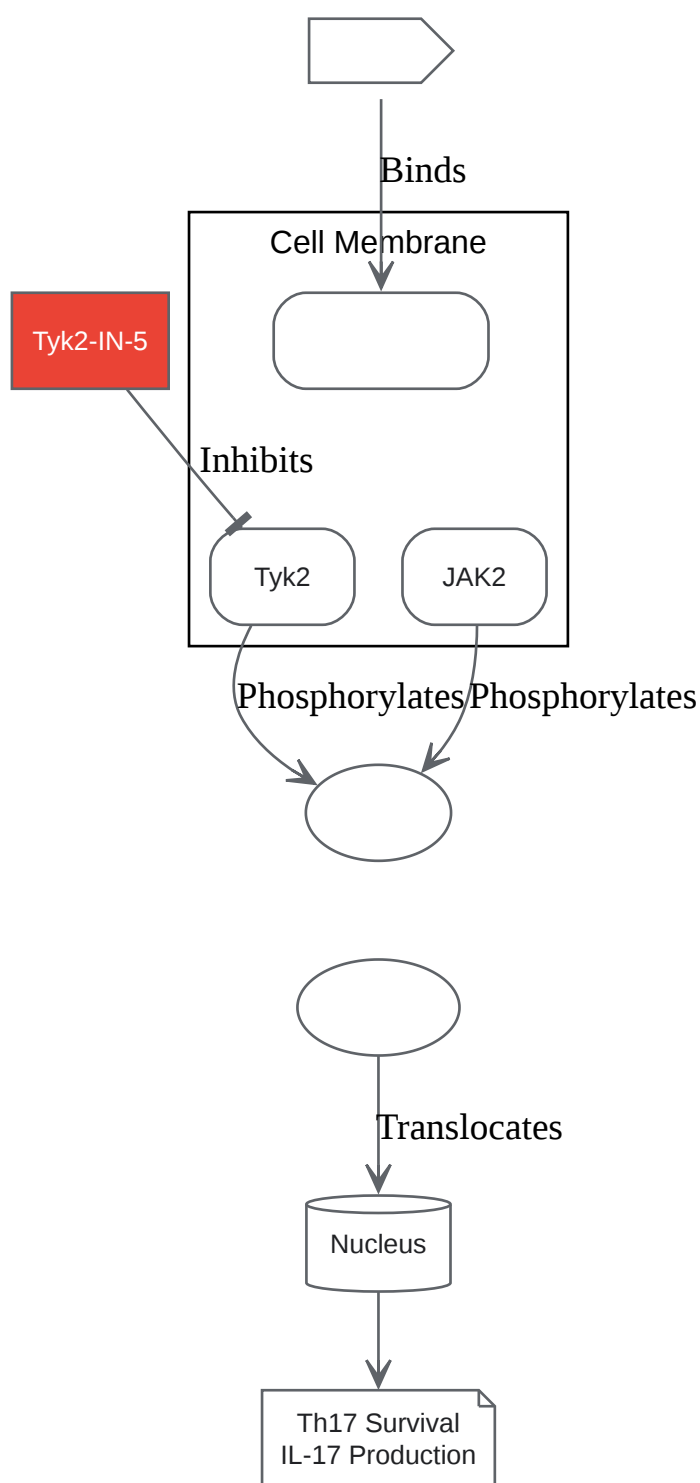 Binds
Cell Membrane
Tyk2-IN-5
Inhibits
Tyk2
JAK2
Phosphorylates
Phosphorylates
Translocates
Nucleus
Th17 Survival
IL-17 Production